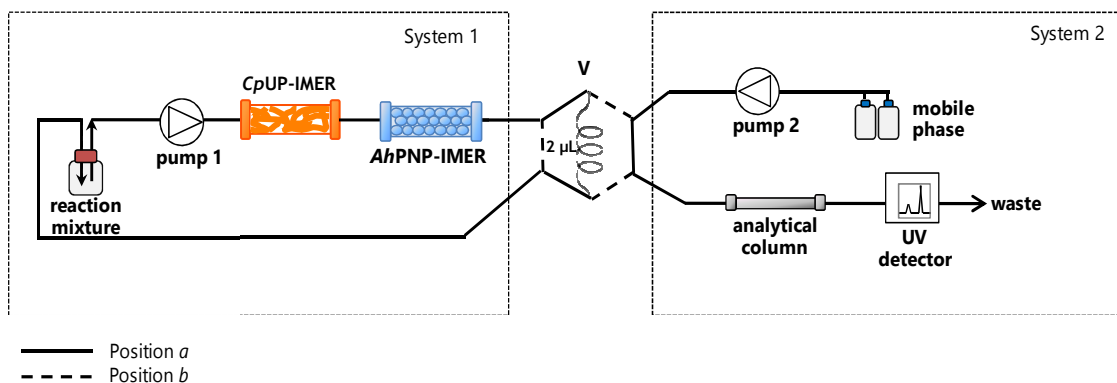 System 1
System 2
CpUP-IMER
V
pump 1
AhPNP-IMER
2 µL
pump 2
mobile
phase
reaction
mixture
analytical
column
UV
detector
waste
Position a
Position b